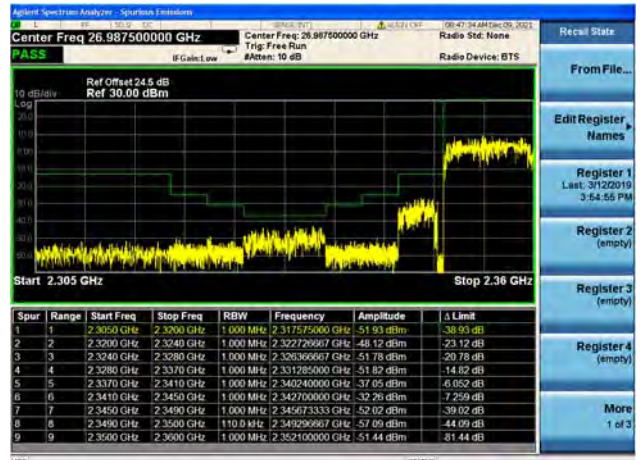 Agilent Spectrum Analyzer - Spurious Emissions
Center Freq 26.987500000 GHz
PASS
IFGain:Low
Center Freq: 26.987500000 GHz
Trig: Free Run
#Atten: 10 dB
08:47:34 AM Dec 09, 2021
Radio Std: None
Radio Device: BTS
Ref Offset 24.5 dB
Ref 30.00 dBm
10 dB/div
Log
Start 2.305 GHz
Stop 2.36 GHz
Spur Range Start Freq Stop Freq RBW Frequency Amplitude Δ Limit
1 1 2.3050 GHz 2.3200 GHz 1.000 MHz 2.317575000 GHz -51.93 dBm -38.93 dB
2 2 2.3200 GHz 2.3240 GHz 1.000 MHz 2.322726667 GHz -48.12 dBm -23.12 dB
3 3 2.3240 GHz 2.3280 GHz 1.000 MHz 2.326366667 GHz -51.78 dBm -20.78 dB
4 4 2.3280 GHz 2.3370 GHz 1.000 MHz 2.331285000 GHz -51.82 dBm -14.82 dB
5 5 2.3370 GHz 2.3410 GHz 1.000 MHz 2.340240000 GHz -37.05 dBm -6.052 dB
6 6 2.3410 GHz 2.3450 GHz 1.000 MHz 2.342700000 GHz -32.26 dBm -7.259 dB
7 7 2.3450 GHz 2.3490 GHz 1.000 MHz 2.345673333 GHz -52.02 dBm -39.02 dB
8 8 2.3490 GHz 2.3500 GHz 110.0 kHz 2.349296667 GHz -57.09 dBm -44.09 dB
9 9 2.3500 GHz 2.3600 GHz 1.000 MHz 2.352100000 GHz -51.44 dBm -81.44 dB
Recall State
From File...
Edit Register
Names
Register 1
Last: 3/12/2019
3:54:55 PM
Register 2
(empty)
Register 3
(empty)
Register 4
(empty)
More
1 of 3